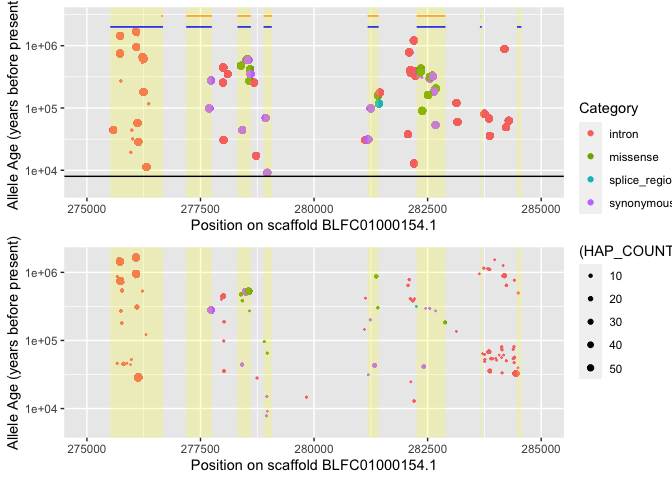 Allele Age (years before present)
1e+06
1e+05
1e+04
275000 277500 280000 282500 285000
Position on scaffold BLFC01000154.1
Category
intron
missense
splice_regio
synonymous
Allele Age (years before present)
1e+06
1e+05
1e+04
275000 277500 280000 282500 285000
Position on scaffold BLFC01000154.1
(HAP_COUNT
10
20
30
40
50